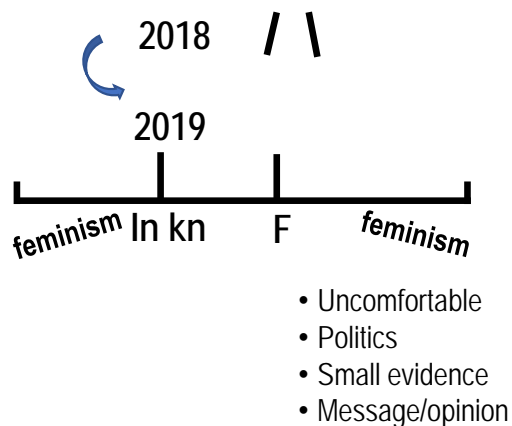 2018
2019
feminism In kn F feminism
• Uncomfortable
• Politics
• Small evidence
• Message/opinion